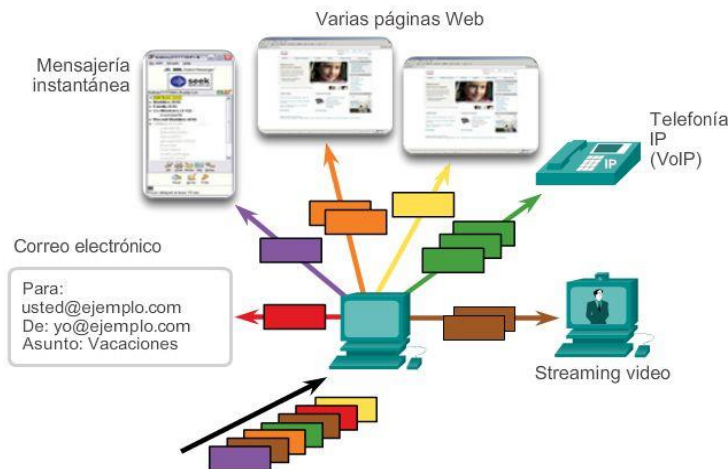 Varias páginas Web
Mensajería
instantánea
seek
Telefonía
IP
(VoIP)
IP
Correo electrónico
Para:
usted@ejemplo.com
De: yo@ejemplo.com
Asunto: Vacaciones
Streaming video